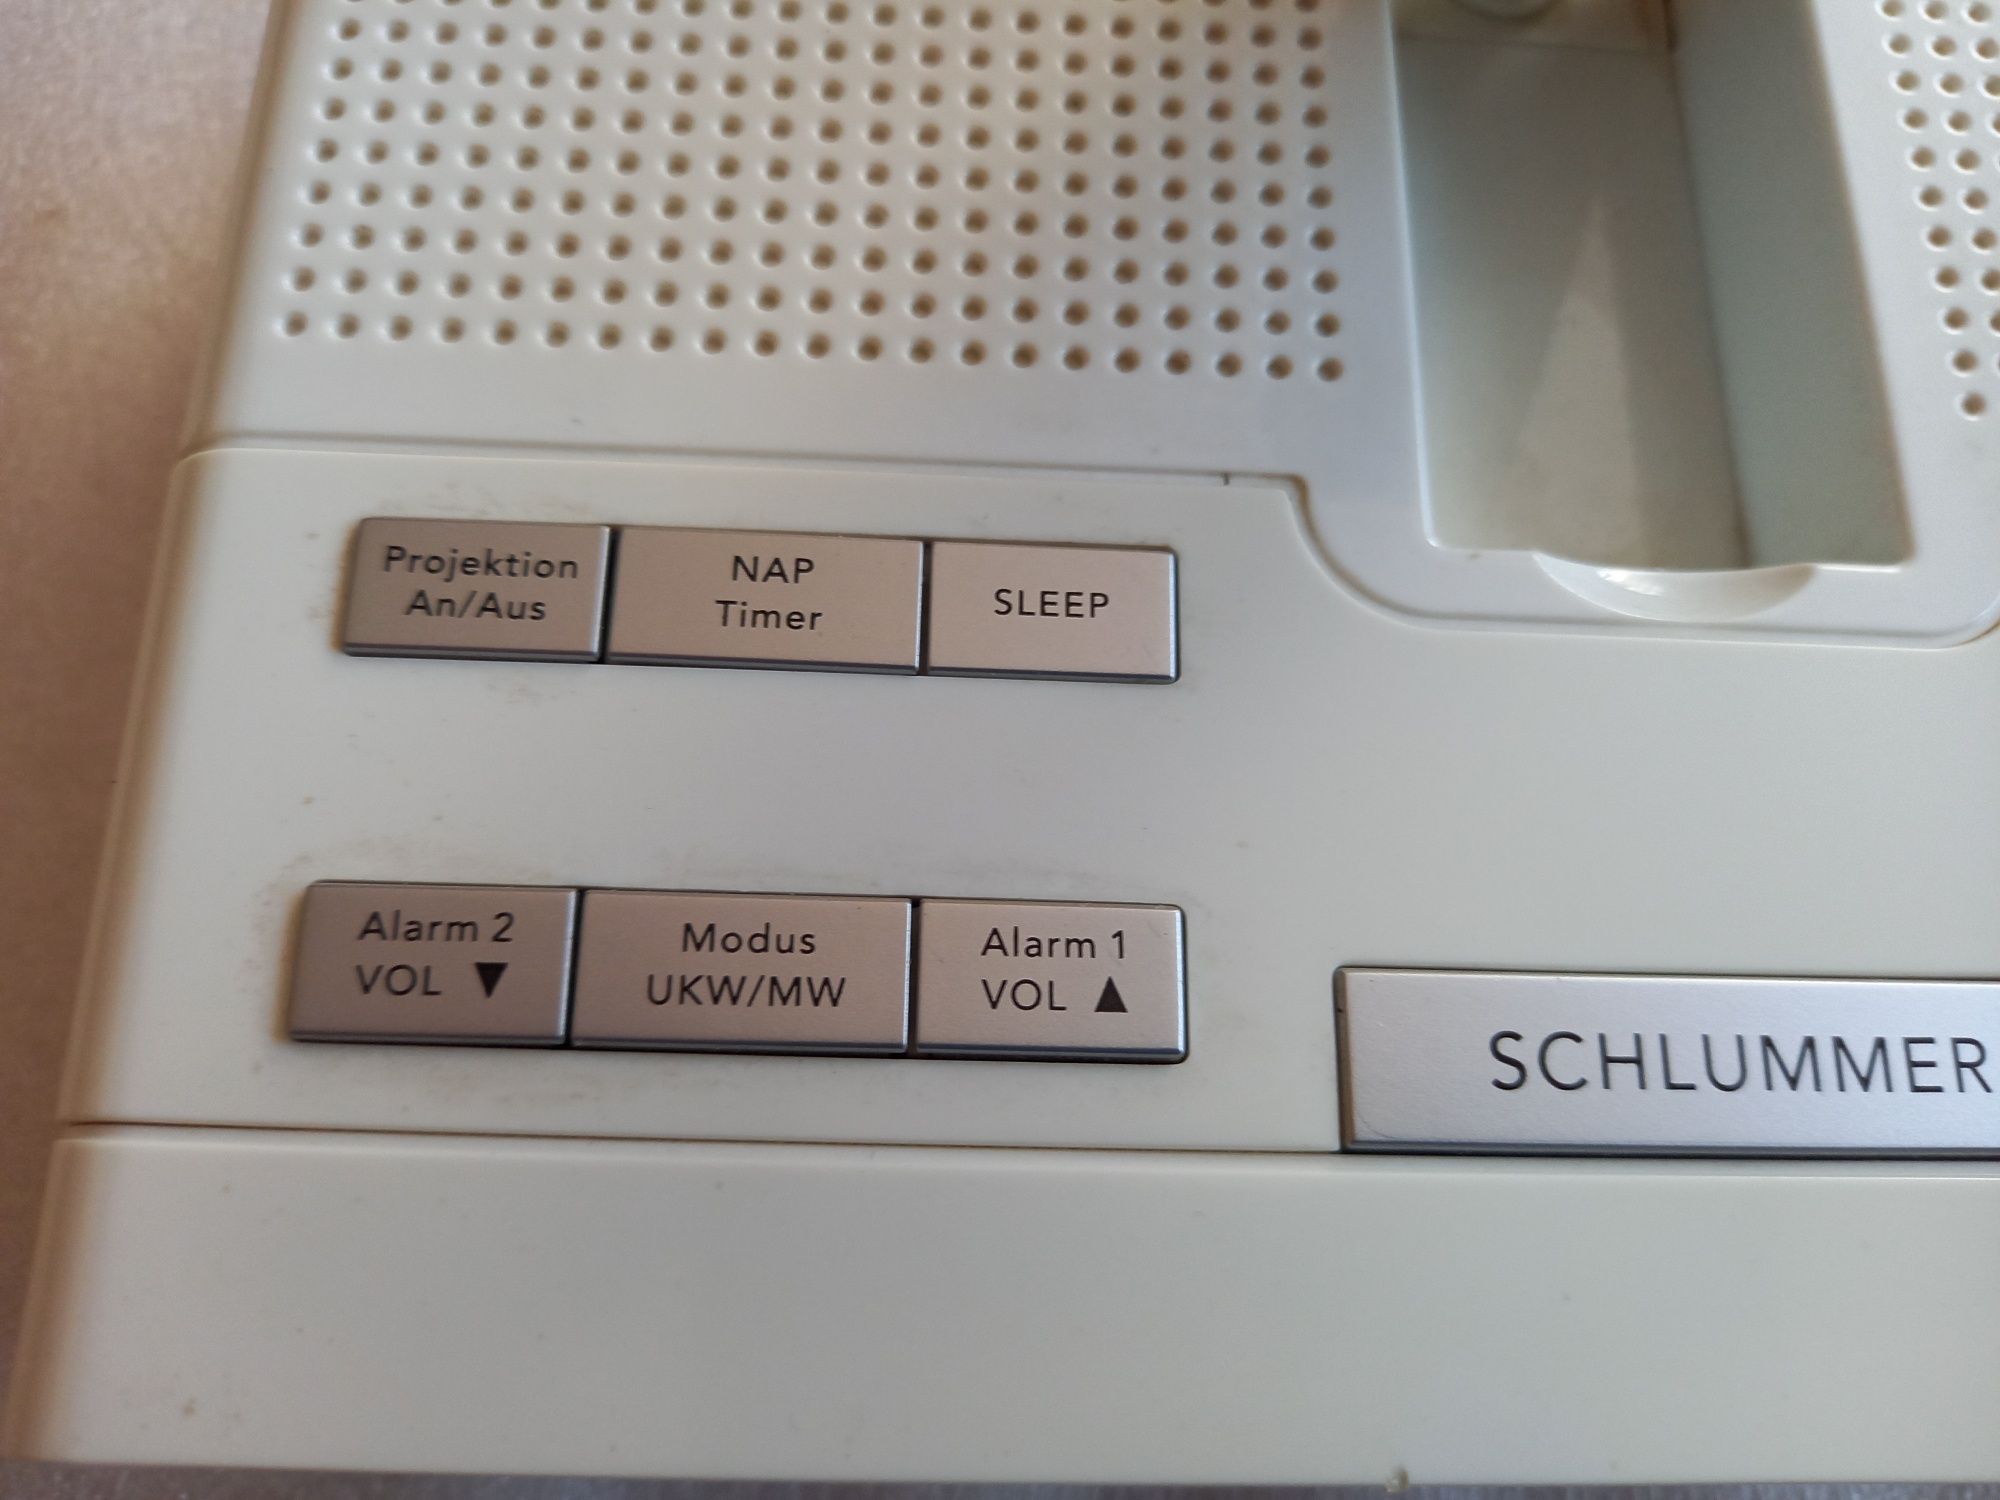 Projektion
An/Aus
NAP
Timer
SLEEP
Alarm 2
VOL ▼
Modus
UKW/MW
Alarm 1
VOL ▲
SCHLUMMER